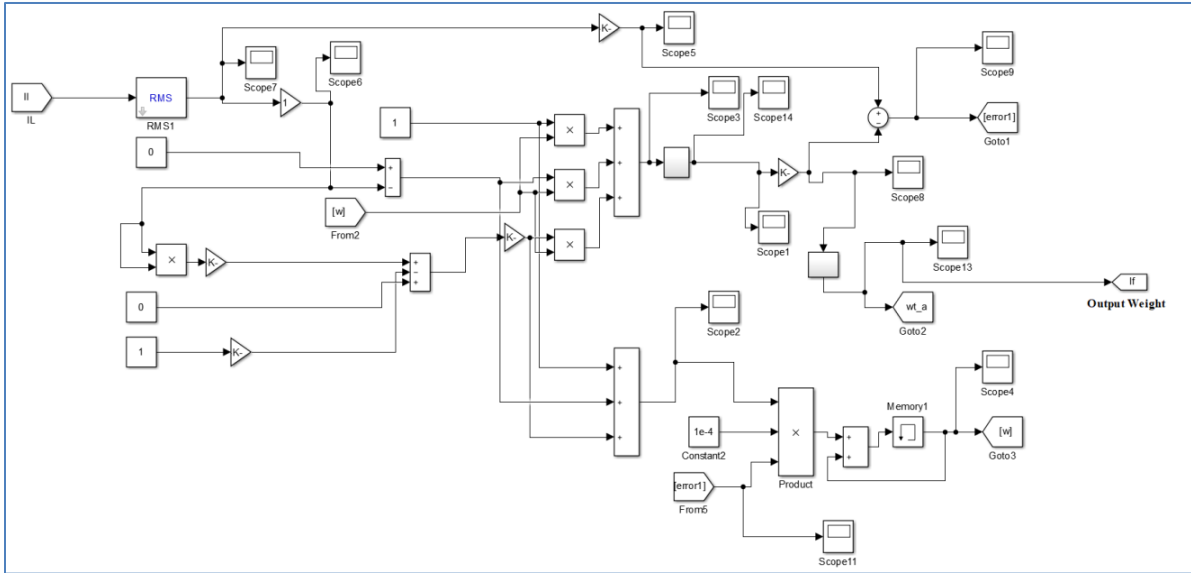 K-
Scope5
Scope7
Scope6
Scope9
Il
IL
RMS
RMS1
1
1
×
+
Scope3
Scope14
+
−
[error1]
Goto1
0
+
−
×
+
K-
Scope8
[w]
From2
K-
×
+
Scope1
×
K-
+
−
+
Scope13
If
Output Weight
0
wt_a
Goto2
Scope2
1
K-
+
+
+
Scope4
Memory1
1e-4
Constant2
×
Product
+
+
[w]
Goto3
[error1]
From5
Scope11